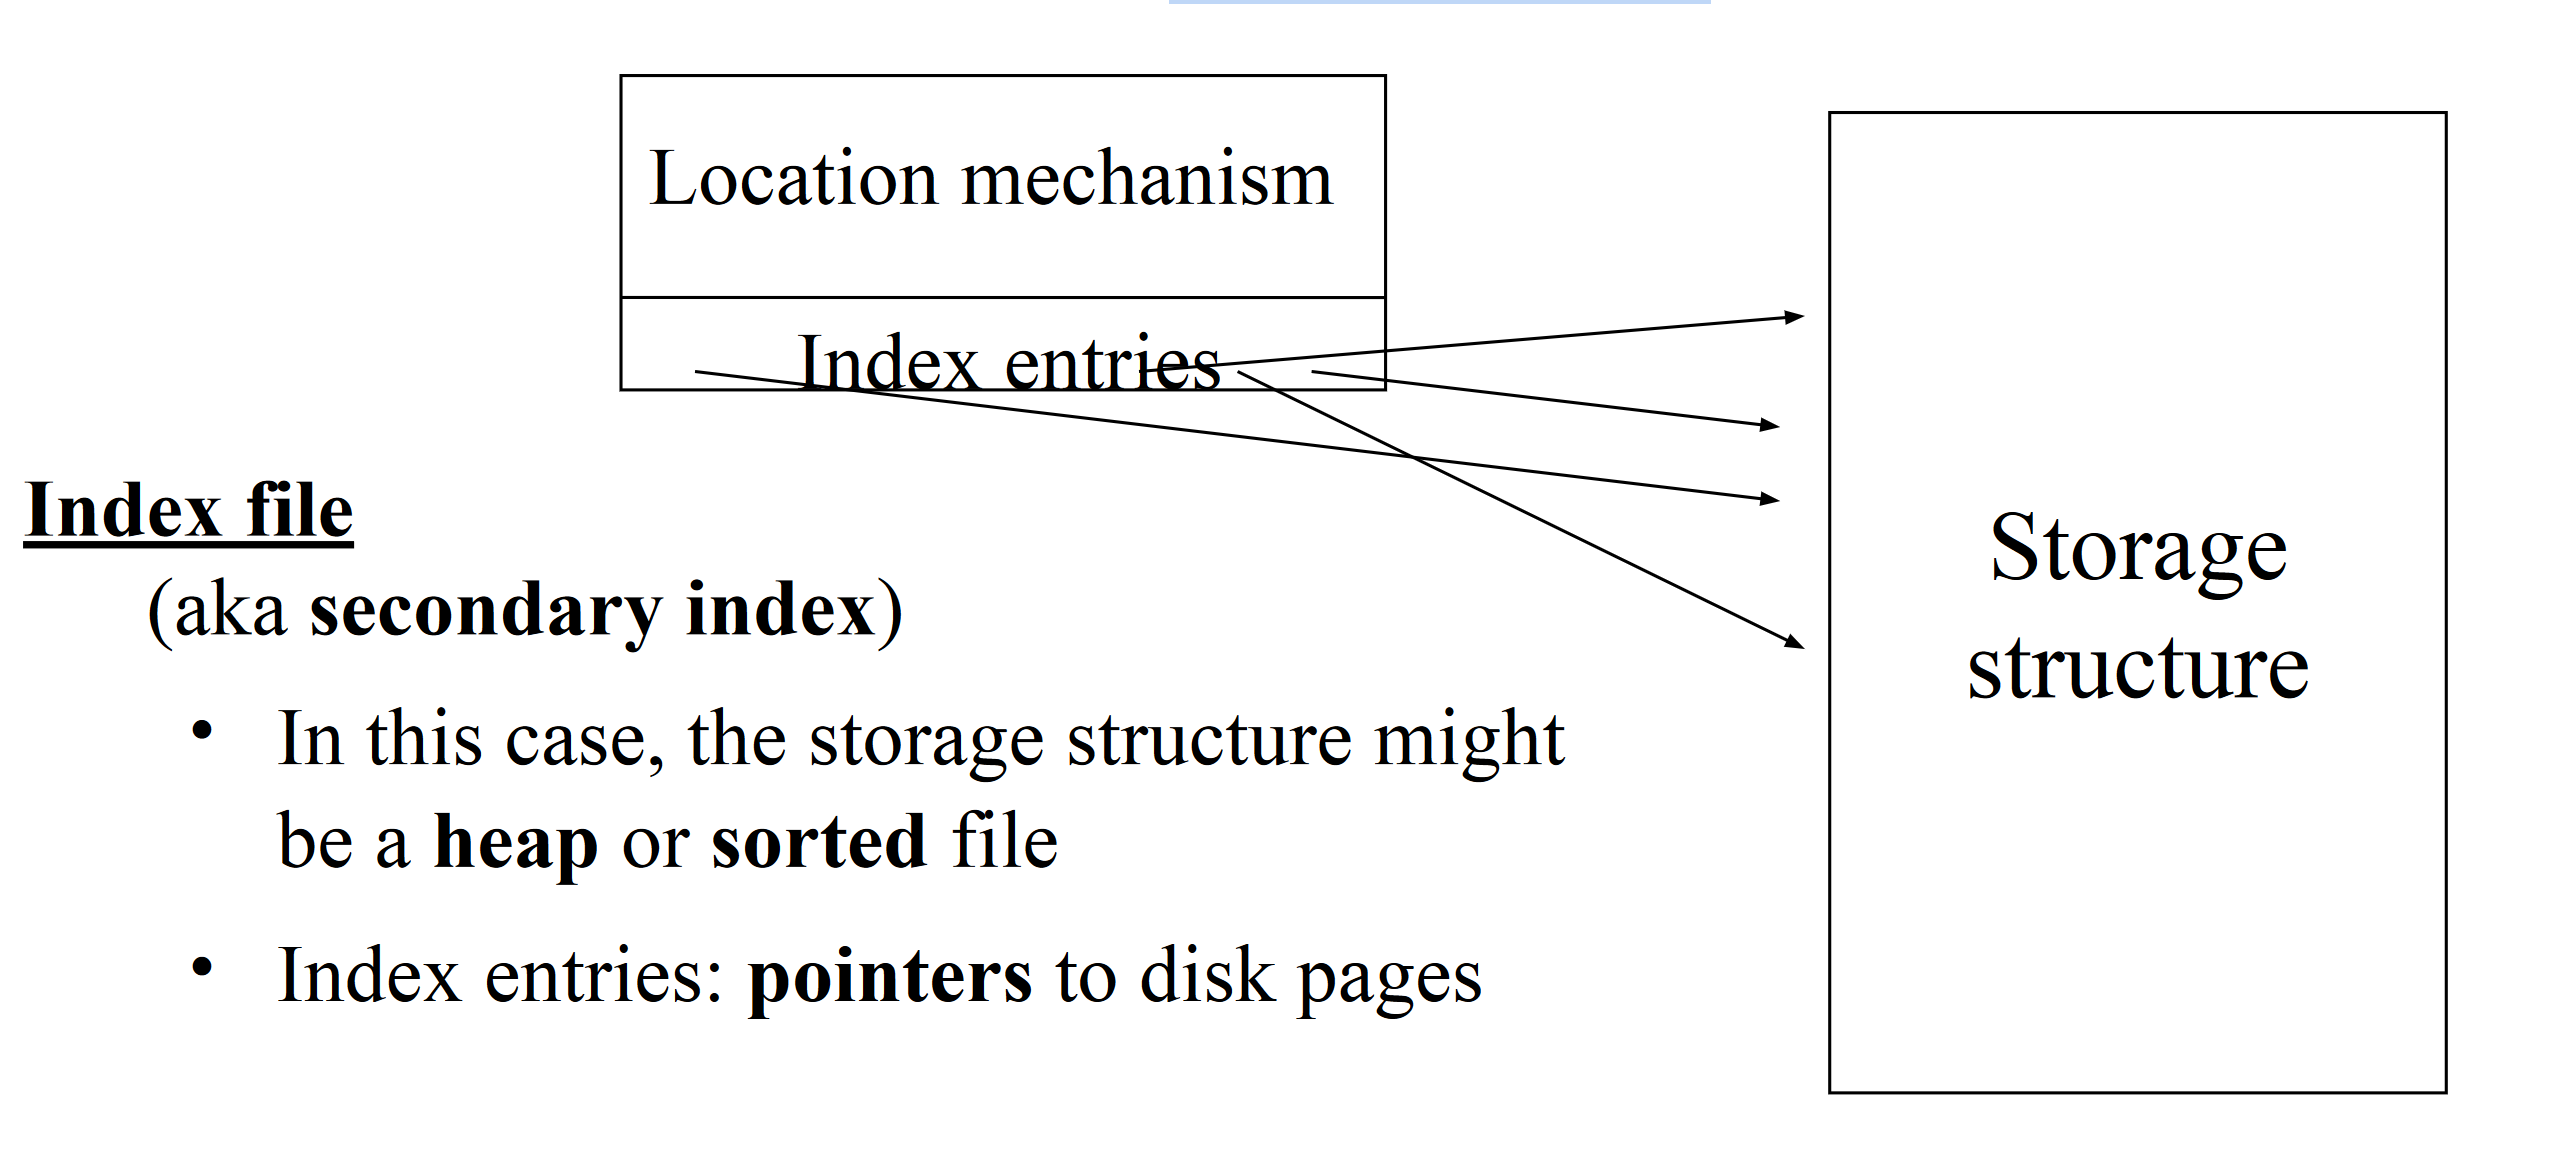 Location mechanism
Index entries
Storage
structure
Index file
(aka secondary index)
• In this case, the storage structure might
be a heap or sorted file
• Index entries: pointers to disk pages